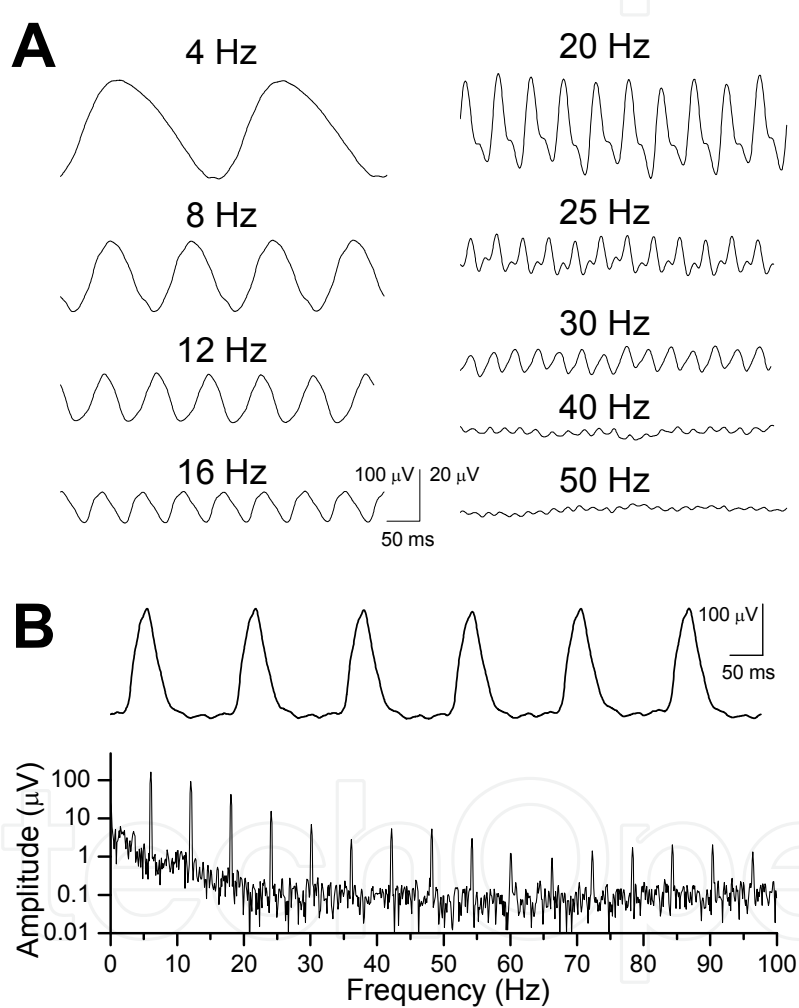 A
4 Hz
20 Hz
8 Hz
25 Hz
12 Hz
30 Hz
40 Hz
16 Hz
100 μV 20 μV
50 ms
50 Hz
B
100 μV
50 ms
Amplitude (μV)
100
10
1
0.1
0.01
0 10 20 30 40 50 60 70 80 90 100
Frequency (Hz)